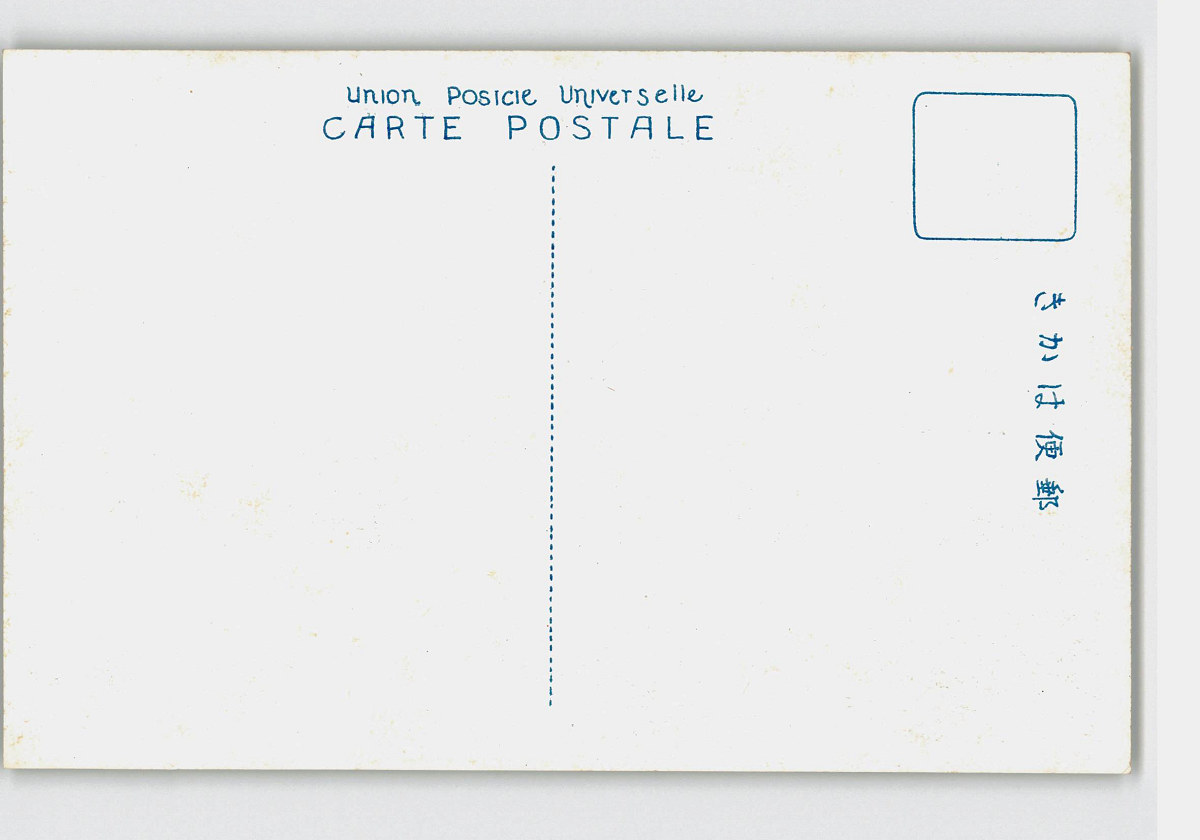 Union Posicie Universelle
CARTE POSTALE
きかは便郵